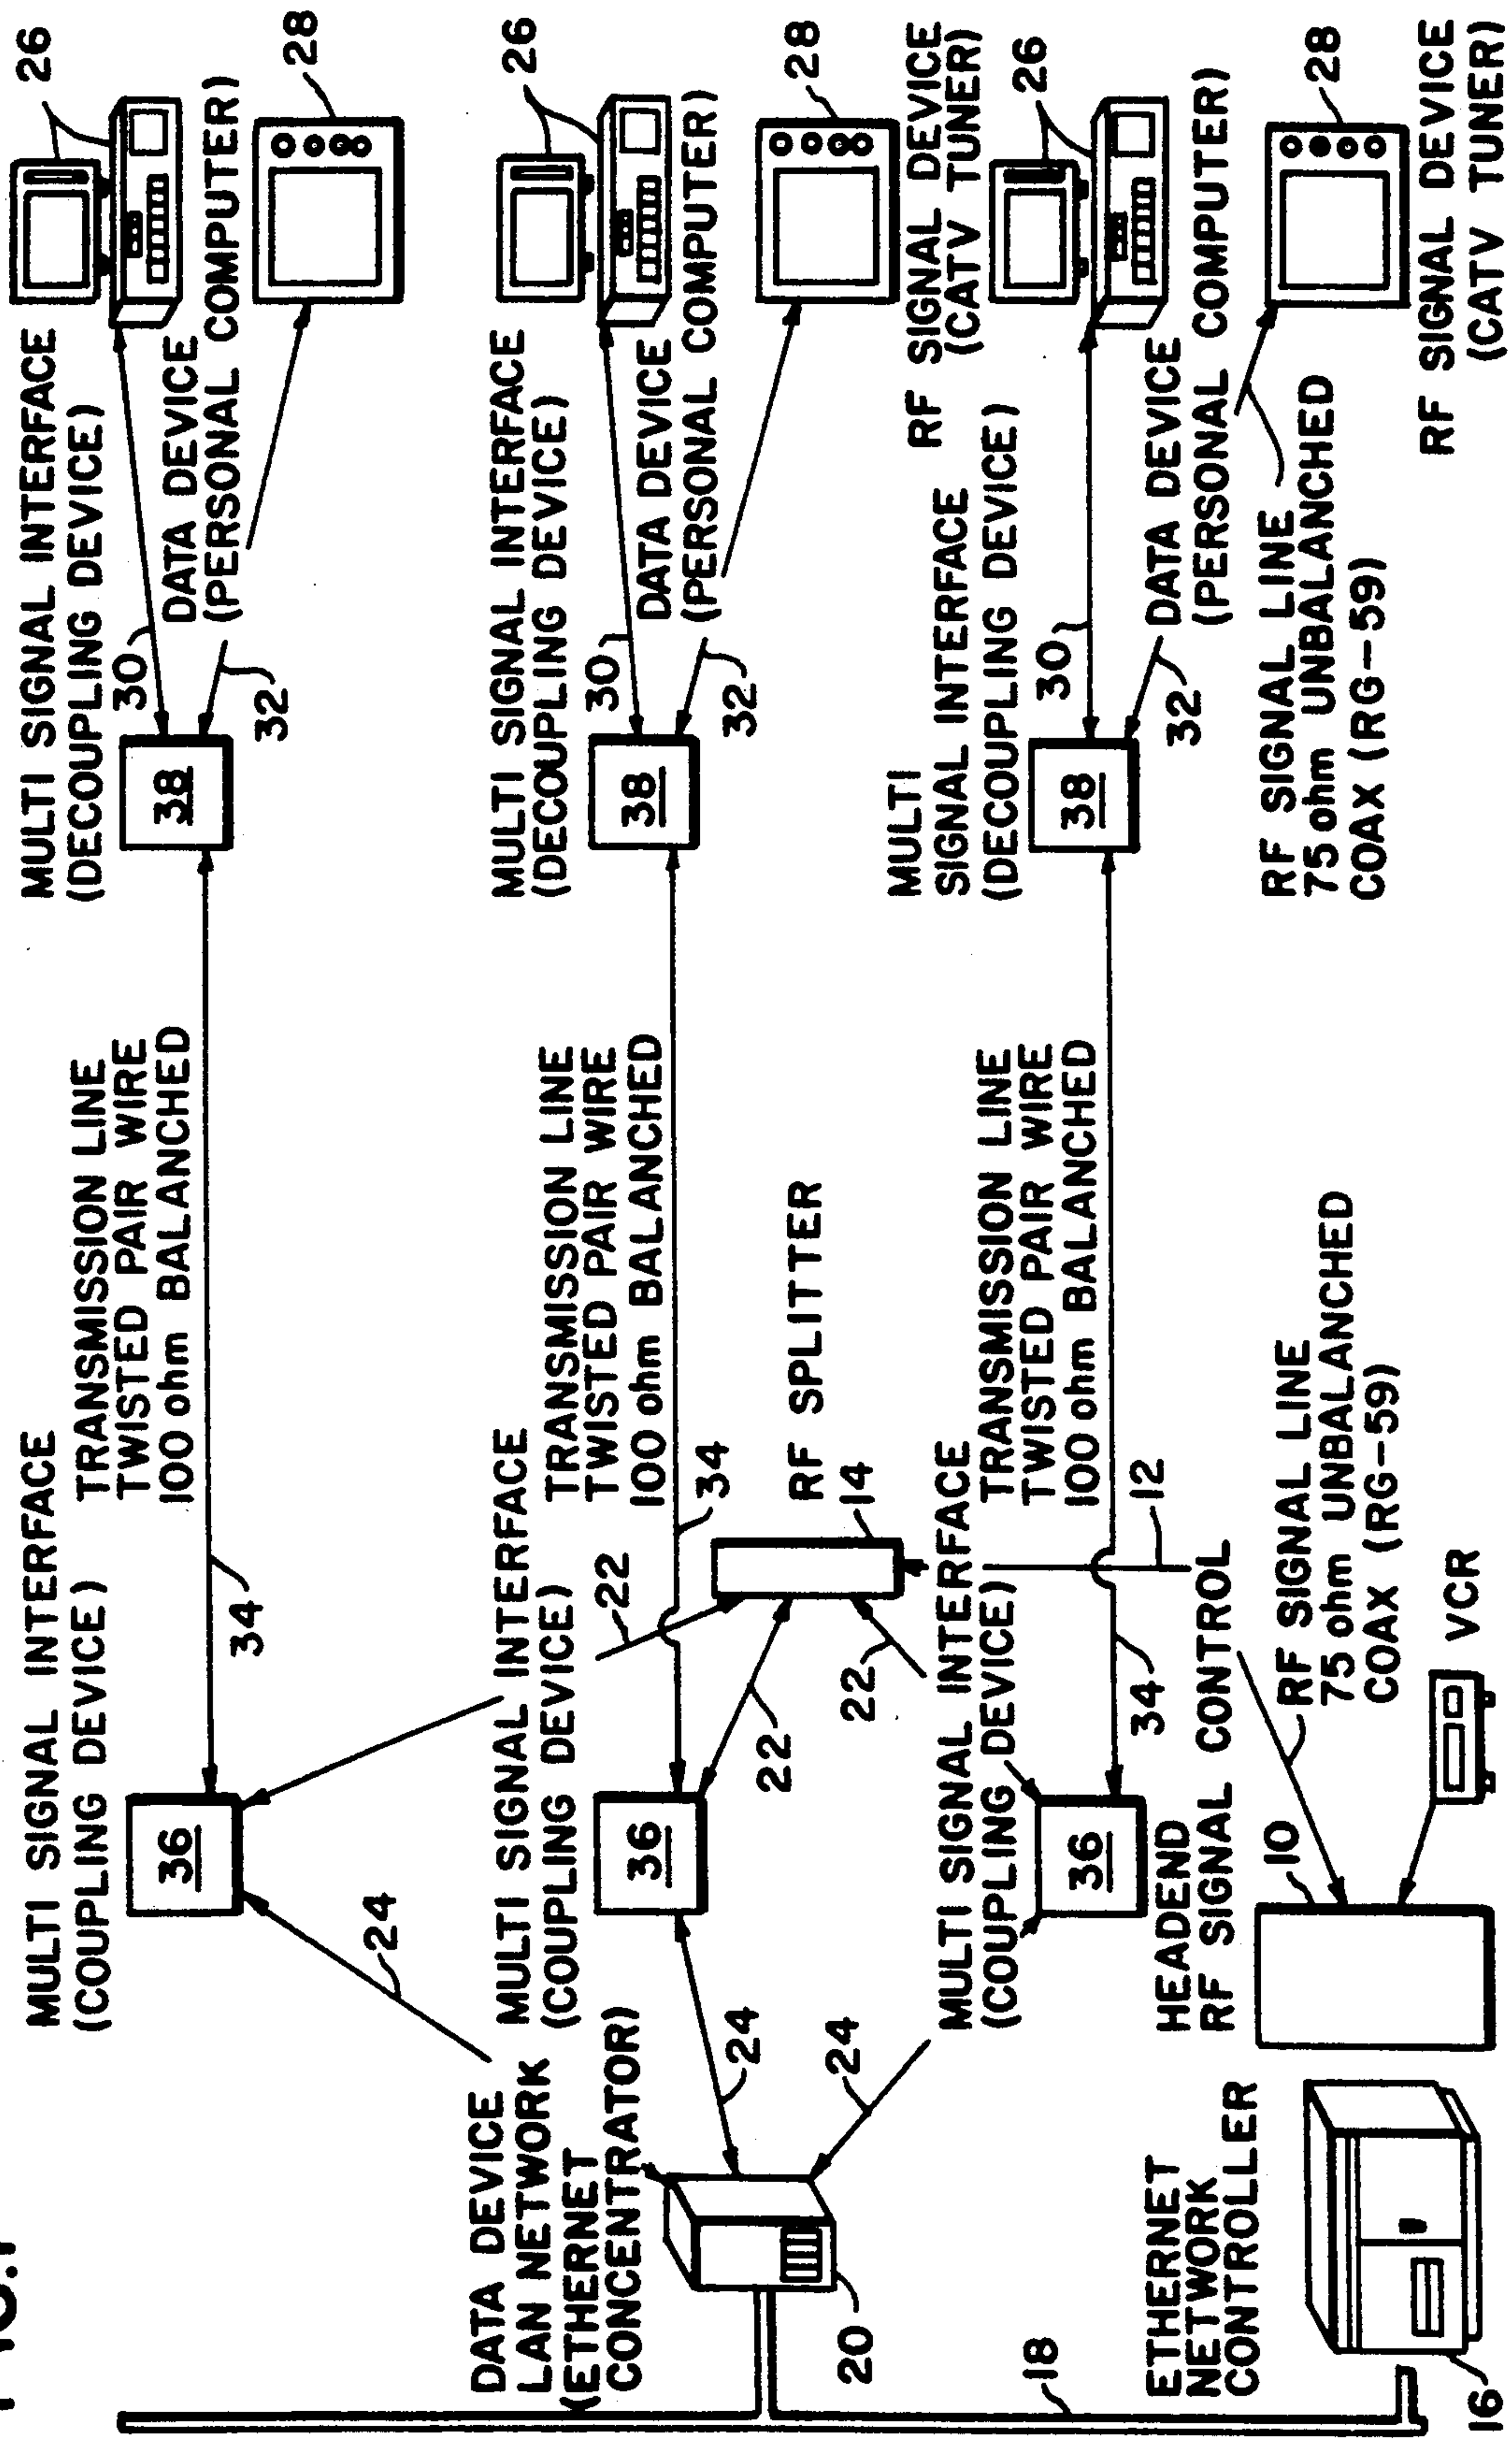 FIG.1
MULTI SIGNAL INTERFACE
(COUPLING DEVICE)
36
24
TRANSMISSION LINE
TWISTED PAIR WIRE
100 ohm BALANCHED
34
MULTI SIGNAL INTERFACE
(DECOUPLING DEVICE)
38
30
32
26
DATA DEVICE
(PERSONAL COMPUTER)
28
DATA DEVICE
LAN NETWORK
(ETHERNET
CONCENTRATOR)
20
24
24
MULTI SIGNAL INTERFACE
(COUPLING DEVICE)
36
22
22
22
TRANSMISSION LINE
TWISTED PAIR WIRE
100 ohm BALANCHED
34
RF SPLITTER
14
MULTI SIGNAL INTERFACE
(DECOUPLING DEVICE)
38
30
32
26
DATA DEVICE
(PERSONAL COMPUTER)
28
RF SIGNAL DEVICE
(CATV TUNER)
18
ETHERNET
NETWORK
CONTROLLER
16
MULTI SIGNAL INTERFACE
(COUPLING DEVICE)
36
34
TRANSMISSION LINE
TWISTED PAIR WIRE
100 ohm BALANCHED
12
HEADEND
RF SIGNAL CONTROL
10
RF SIGNAL LINE
75 ohm UNBALANCHED
COAX (RG-59)
VCR
MULTI
SIGNAL INTERFACE
(DECOUPLING DEVICE)
38
30
32
26
DATA DEVICE
(PERSONAL COMPUTER)
RF SIGNAL LINE
75 ohm UNBALANCHED
COAX (RG-59)
28
RF SIGNAL DEVICE
(CATV TUNER)